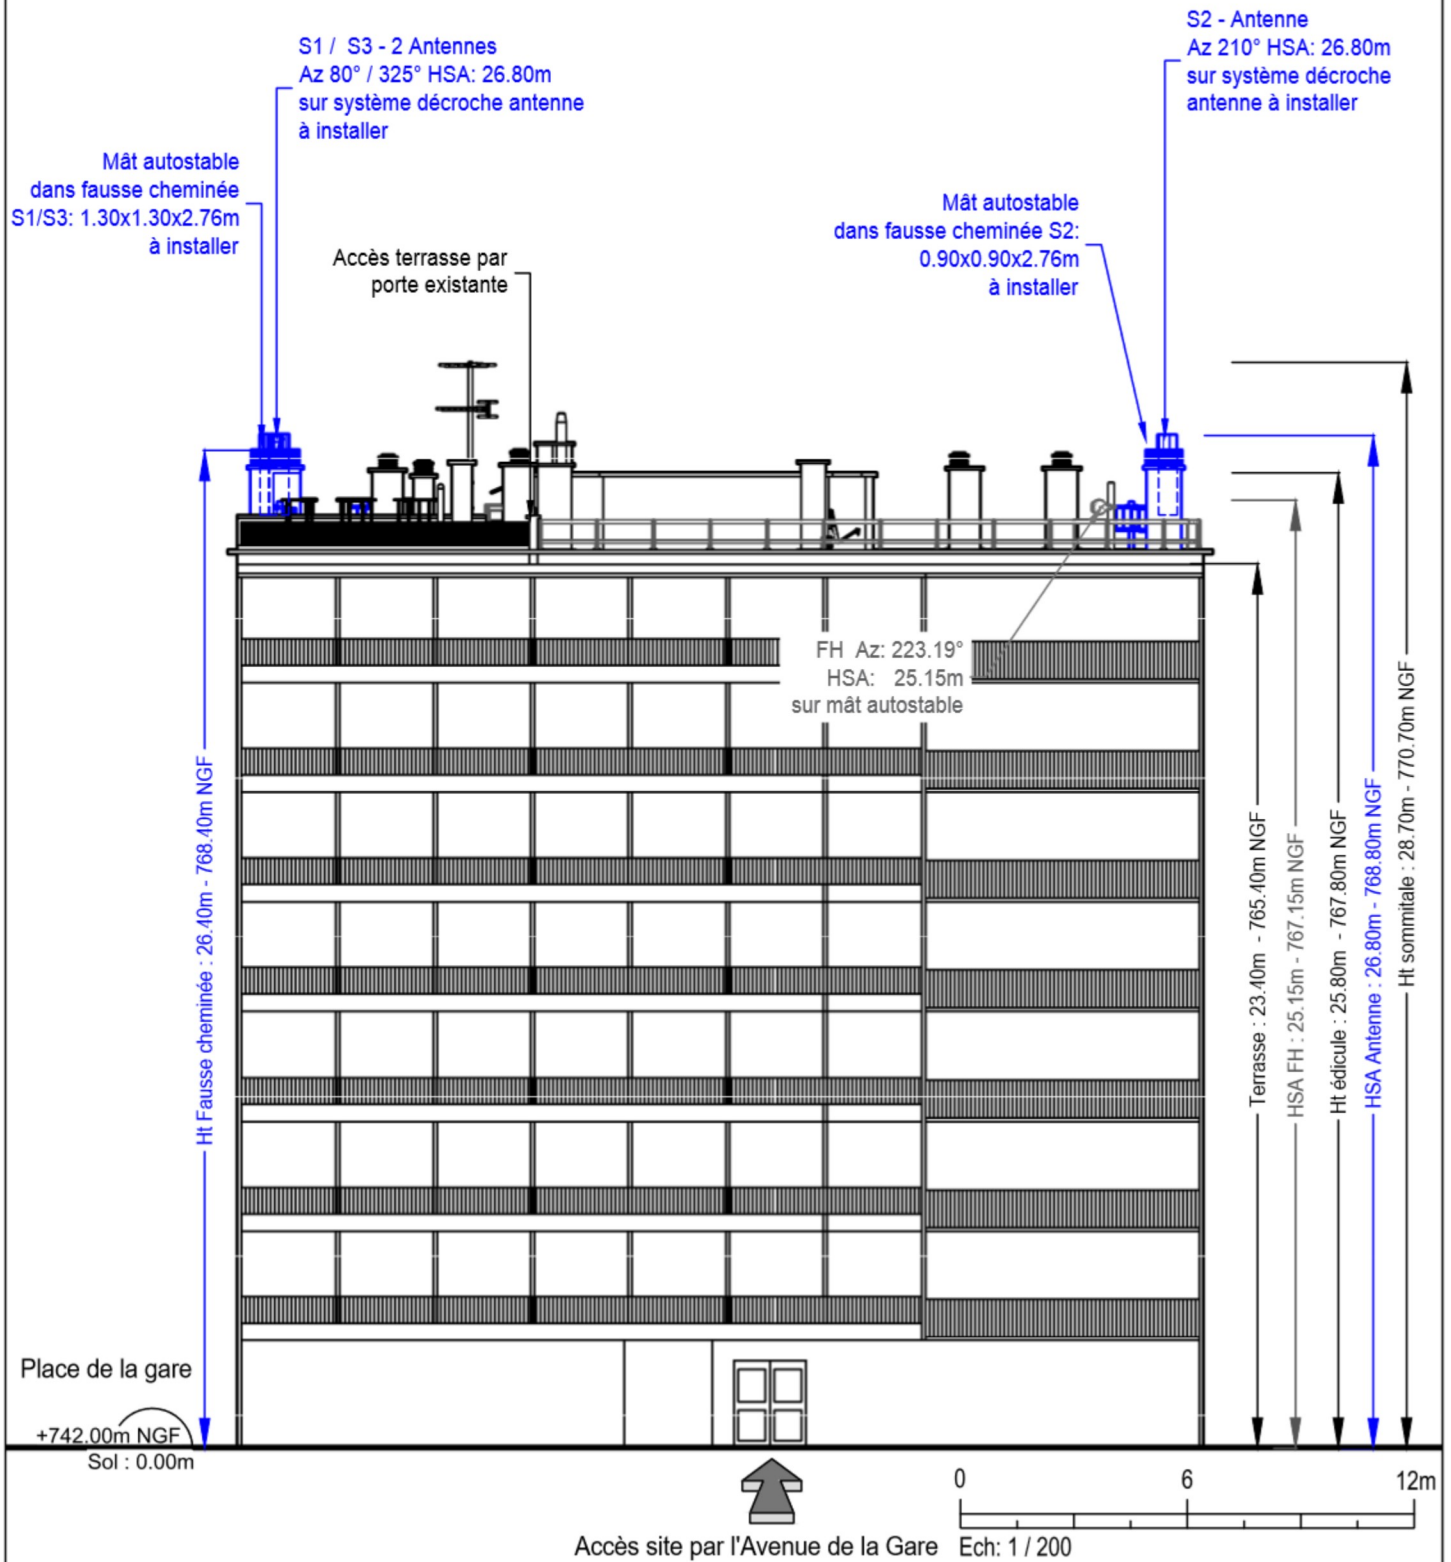 S1 / S3 - 2 Antennes
Az 80° / 325° HSA: 26.80m
sur système décroche antenne
à installer
S2 - Antenne
Az 210° HSA: 26.80m
sur système décroche
antenne à installer
Mât autostable
dans fausse cheminée
S1/S3: 1.30x1.30x2.76m
à installer
Accès terrasse par
porte existante
Mât autostable
dans fausse cheminée S2:
0.90x0.90x2.76m
à installer
FH Az: 223.19°
HSA: 25.15m
sur mât autostable
Ht Fausse cheminée : 26.40m - 768.40m NGF
Terrasse : 23.40m - 765.40m NGF
HSA FH : 25.15m - 767.15m NGF
Ht édicule : 25.80m - 767.80m NGF
HSA Antenne : 26.80m - 768.80m NGF
Ht sommitale : 28.70m - 770.70m NGF
Place de la gare
+742.00m NGF
Sol : 0.00m
0 6 12m
Accès site par l'Avenue de la Gare
Ech: 1 / 200